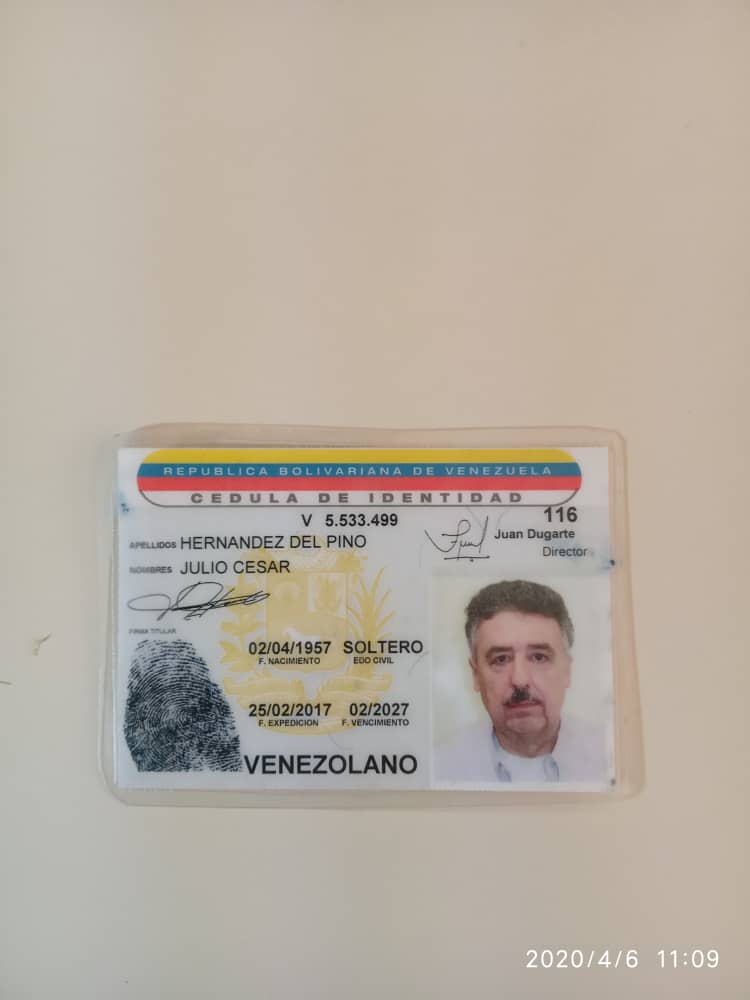 REPUBLICA BOLIVARIANA DE VENEZUELA
CEDULA DE IDENTIDAD
V 5.533.499
116
APELLIDOS HERNANDEZ DEL PINO
Juan Dugarte
Director
NOMBRES JULIO CESAR
FIRMA TITULAR
02/04/1957 SOLTERO
F. NACIMIENTO EDO CIVIL
25/02/2017 02/2027
F. EXPEDICION F. VENCIMIENTO
VENEZOLANO
2020/4/6 11:09